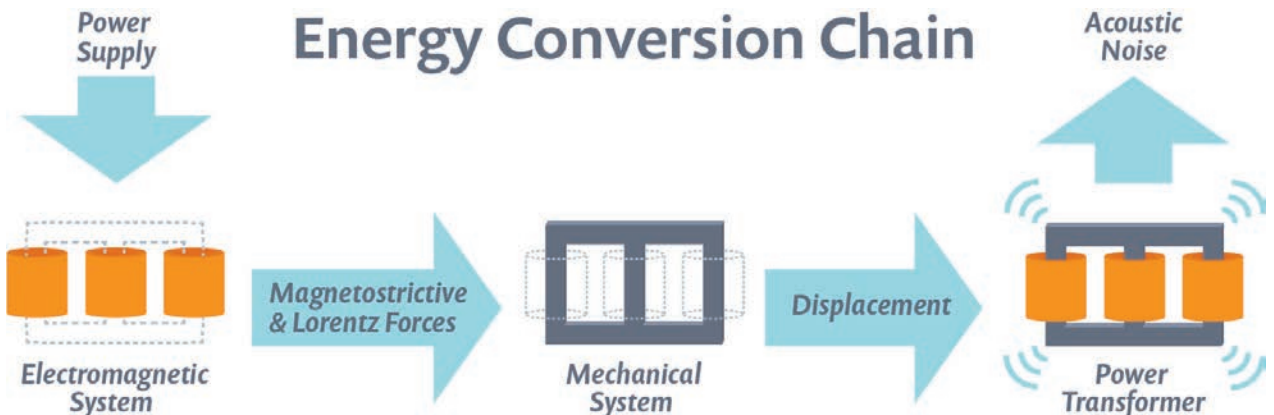 Power
Supply
Energy Conversion Chain
Acoustic
Noise
Magnetostrictive
& Lorentz Forces
Displacement
Electromagnetic
System
Mechanical
System
Power
Transformer